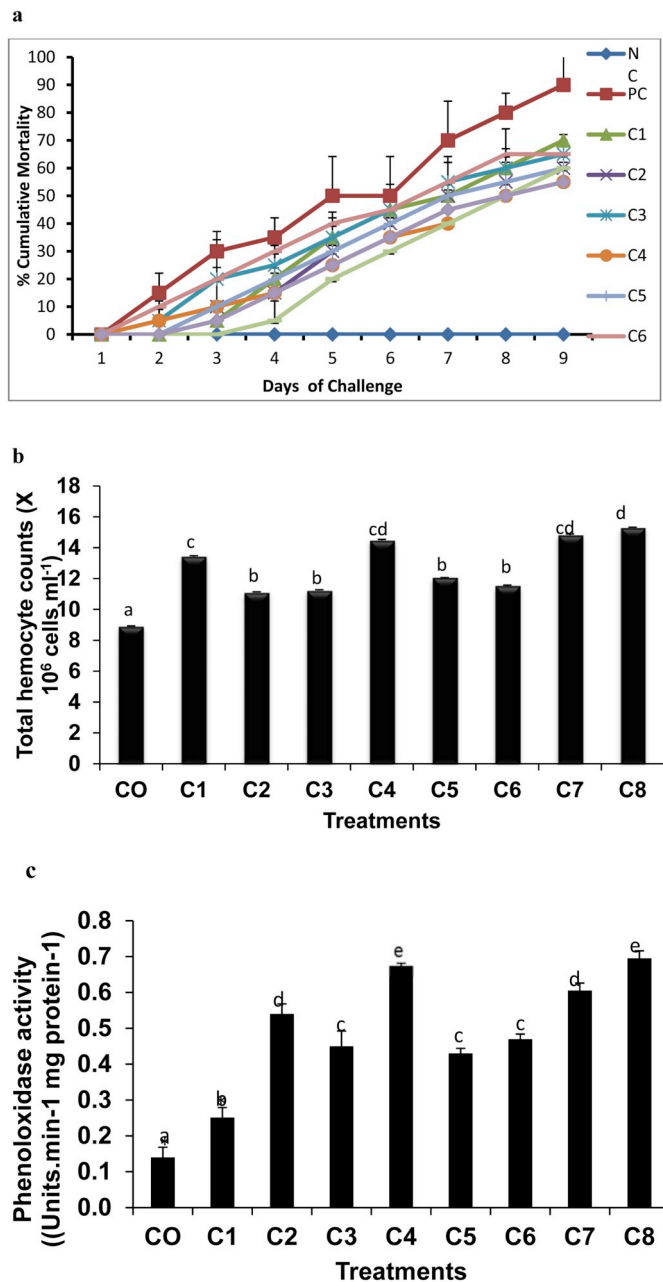 a
100
90
80
70
60
50
40
30
20
10
0
% Cumulative Mortality
1 2 3 4 5 6 7 8 9
Days of Challenge
N
C
PC
C1
C2
C3
C4
C5
C6
b
18
16
14
12
10
8
6
4
2
0
Total hemocyte counts (X
10⁶ cells ml⁻¹)
a c b b cd b b cd d
CO C1 C2 C3 C4 C5 C6 C7 C8
Treatments
c
0.8
0.7
0.6
0.5
0.4
0.3
0.2
0.1
0.0
Phenoloxidase activity
((Units.min-1 mg protein-1)
a b d c e c c d e
CO C1 C2 C3 C4 C5 C6 C7 C8
Treatments